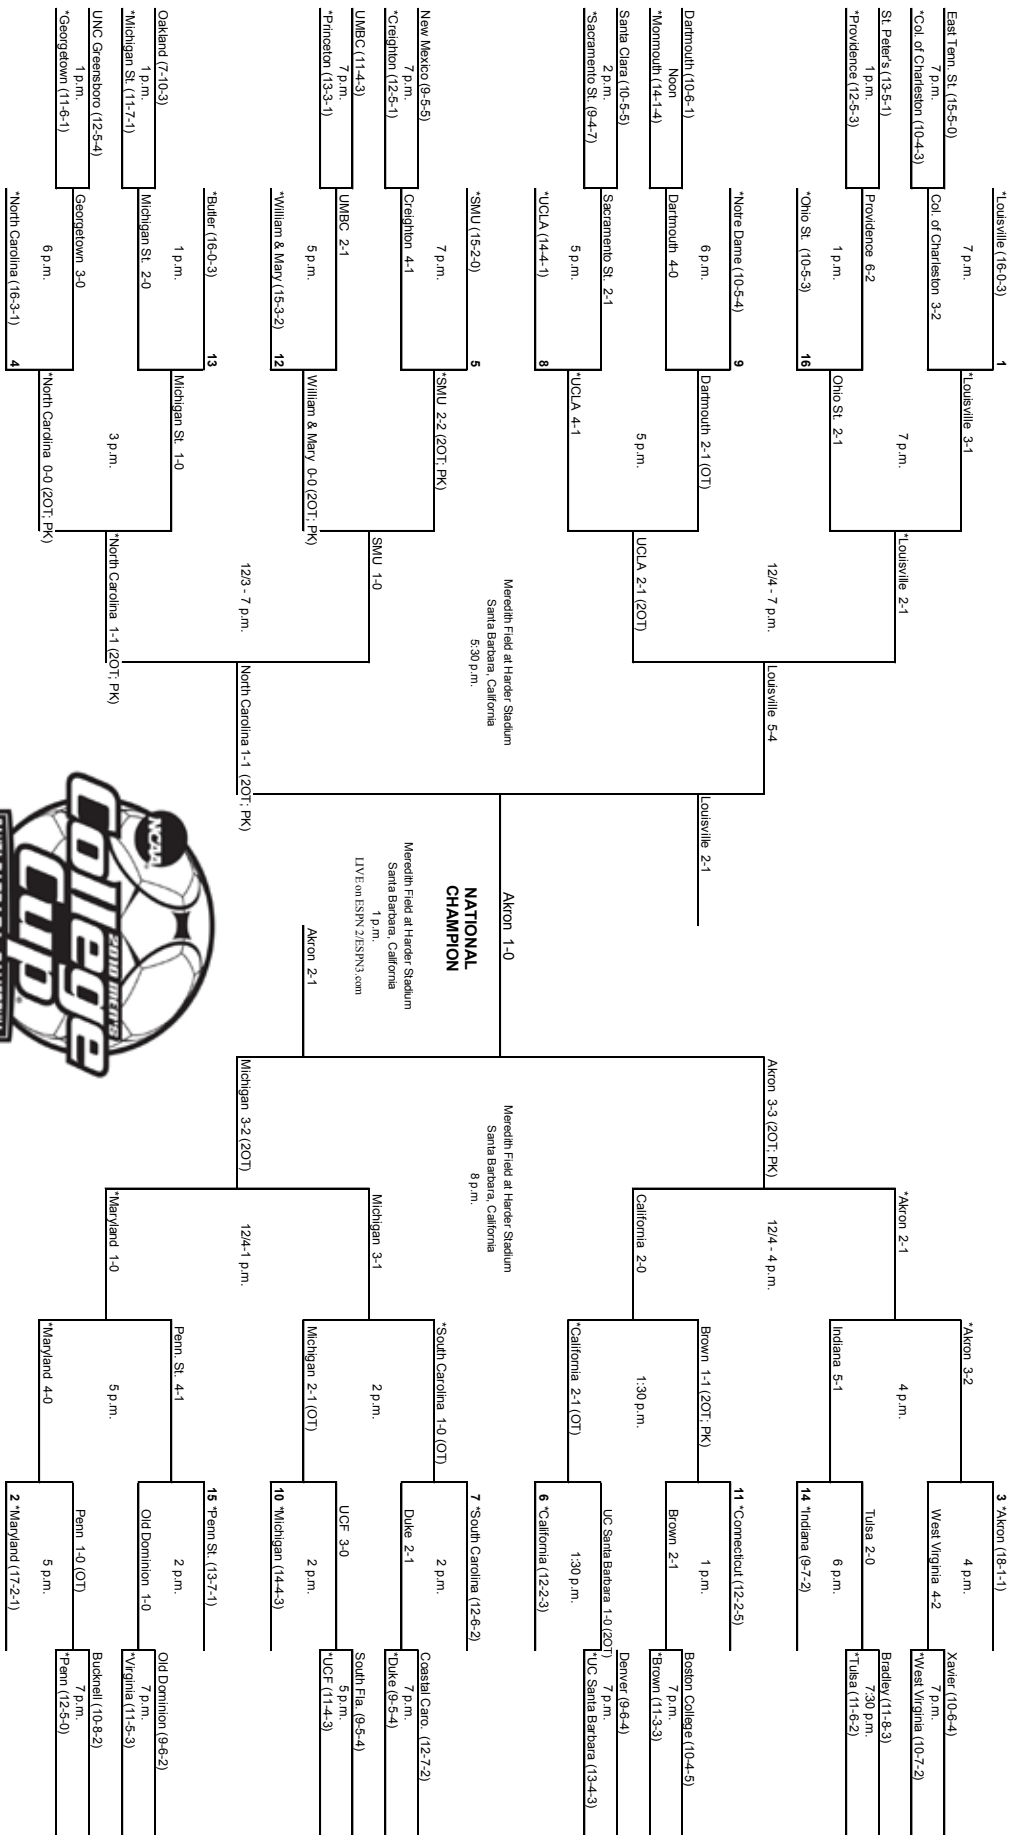 *Louisville (16-0-3)
1
East Tenn. St. (15-5-0)
7 p.m.
7 p.m.
*Louisville 3-1
*Col. of Charleston (10-4-3)
Col. of Charleston 3-2
7 p.m.
St. Peter's (13-5-1)
1 p.m.
Providence 6-2
*Louisville 2-1
*Providence (12-5-3)
1 p.m.
Ohio St. 2-1
*Ohio St. (10-5-3)
16
12/4 - 7 p.m.
Louisville 5-4
*Notre Dame (10-5-4)
9
Dartmouth (10-6-1)
6 p.m.
Dartmouth 2-1 (OT)
Noon
Dartmouth 4-0
*Monmouth (14-1-4)
5 p.m.
UCLA 2-1 (2OT)
Santa Clara (10-5-5)
2 p.m.
Sacramento St. 2-1
*Sacramento St. (9-4-7)
5 p.m.
*UCLA 4-1
*UCLA (14-4-1)
8
Louisville 2-1
Meredith Field at Harder Stadium
Santa Barbara, California
5:30 p.m.
*SMU (15-2-0)
5
New Mexico (9-5-5)
7 p.m.
7 p.m.
*SMU 2-2 (2OT; PK)
*Creighton (12-5-1)
Creighton 4-1
SMU 1-0
UMBC (11-4-3)
7 p.m.
UMBC 2-1
*Princeton (13-3-1)
5 p.m.
William & Mary 0-0 (2OT; PK)
*William & Mary (15-3-2)
12
12/3 - 7 p.m.
North Carolina 1-1 (2OT; PK)
*Butler (16-0-3)
13
Oakland (7-10-3)
1 p.m.
1 p.m.
Michigan St. 1-0
*Michigan St. (11-7-1)
Michigan St. 2-0
3 p.m.
*North Carolina 1-1 (2OT; PK)
UNC Greensboro (12-5-4)
1 p.m.
Georgetown 3-0
*Georgetown (11-6-1)
6 p.m.
*North Carolina 0-0 (2OT; PK)
*North Carolina (16-3-1)
4
Akron 1-0
NATIONAL
CHAMPION
Meredith Field at Harder Stadium
Santa Barbara, California
1 p.m.
LIVE on ESPN 2/ESPN3.com
Akron 2-1
NCAA
College
Cup
3 *Akron (18-1-1)
Xavier (10-6-4)
4 p.m.
7 p.m.
*Akron 3-2
West Virginia 4-2
*West Virginia (10-7-2)
4 p.m.
*Akron 2-1
Bradley (11-8-3)
7:30 p.m.
Tulsa 2-0
*Tulsa (11-6-2)
6 p.m.
Indiana 5-1
14 *Indiana (9-7-2)
12/4 - 4 p.m.
Akron 3-3 (2OT; PK)
11 *Connecticut (12-2-5)
Boston College (10-4-5)
1 p.m.
7 p.m.
Brown 1-1 (2OT; PK)
Brown 2-1
*Brown (11-3-3)
1:30 p.m.
California 2-0
Denver (9-6-4)
7 p.m.
UC Santa Barbara 1-0 (2OT)
*UC Santa Barbara (13-4-3)
1:30 p.m.
*California 2-1 (OT)
6 *California (12-2-3)
Meredith Field at Harder Stadium
Santa Barbara, California
8 p.m.
7 *South Carolina (12-6-2)
Coastal Caro. (12-7-2)
2 p.m.
7 p.m.
*South Carolina 1-0 (OT)
Duke 2-1
*Duke (9-5-4)
2 p.m.
Michigan 3-1
South Fla. (9-5-4)
5 p.m.
UCF 3-0
*UCF (11-4-3)
2 p.m.
Michigan 2-1 (OT)
10 *Michigan (14-4-3)
12/4-1 p.m.
Michigan 3-2 (2OT)
15 *Penn St. (13-7-1)
Old Dominion (9-6-2)
2 p.m.
7 p.m.
Penn. St. 4-1
Old Dominion 1-0
*Virginia (11-5-3)
5 p.m.
*Maryland 1-0
Bucknell (10-8-2)
7 p.m.
Penn 1-0 (OT)
*Penn (12-5-0)
5 p.m.
*Maryland 4-0
2 *Maryland (17-2-1)